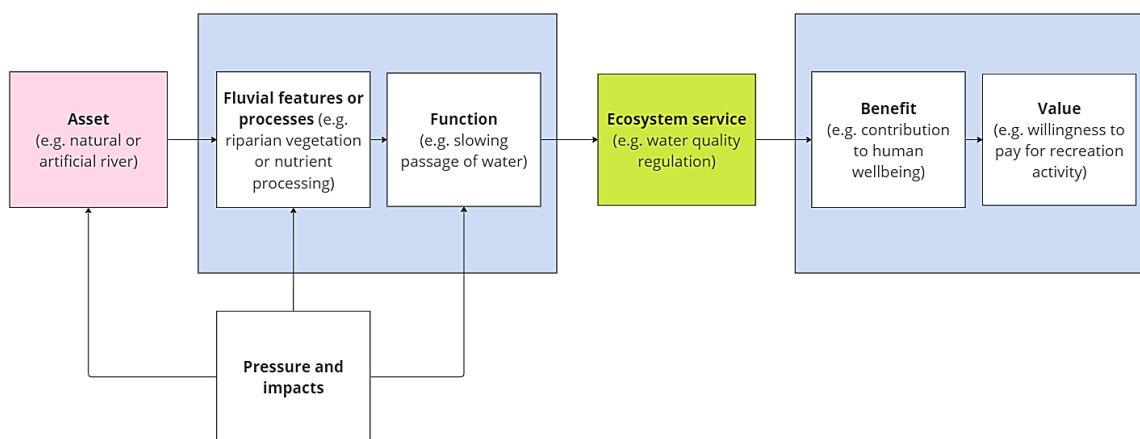 Asset
(e.g. natural or
artificial river)
Fluvial features or
processes (e.g.
riparian vegetation
or nutrient
processing)
Function
(e.g. slowing
passage of water)
Ecosystem service
(e.g. water quality
regulation)
Benefit
(e.g. contribution
to human
wellbeing)
Value
(e.g. willingness to
pay for recreation
activity)
Pressure and
impacts